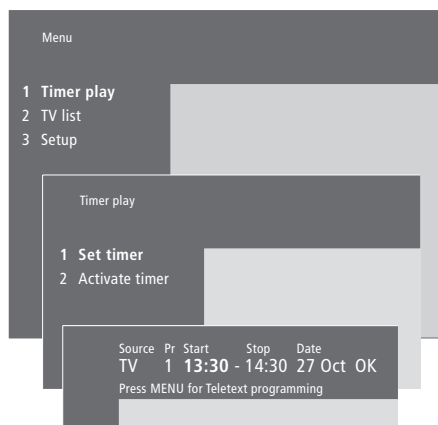 Menu
1 Timer play
2 TV list
3 Setup
Timer play
1 Set timer
2 Activate timer
Source Pr Start Stop Date
TV 1 13:30 - 14:30 27 Oct OK
Press MENU for Teletext programming